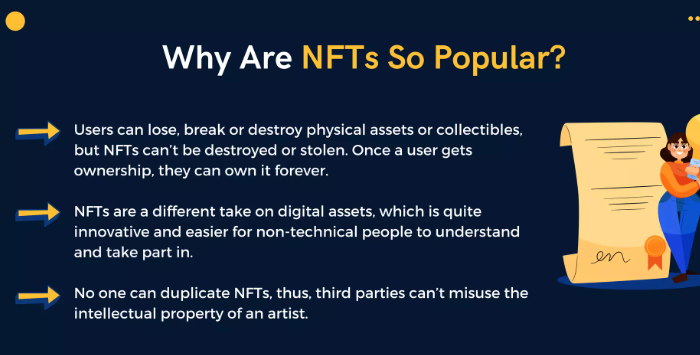 Why Are NFTs So Popular?
Users can lose, break or destroy physical assets or collectibles,
but NFTs can't be destroyed or stolen. Once a user gets
ownership, they can own it forever.
NFTs are a different take on digital assets, which is quite
innovative and easier for non-technical people to understand
and take part in.
No one can duplicate NFTs, thus, third parties can't misuse the
intellectual property of an artist.